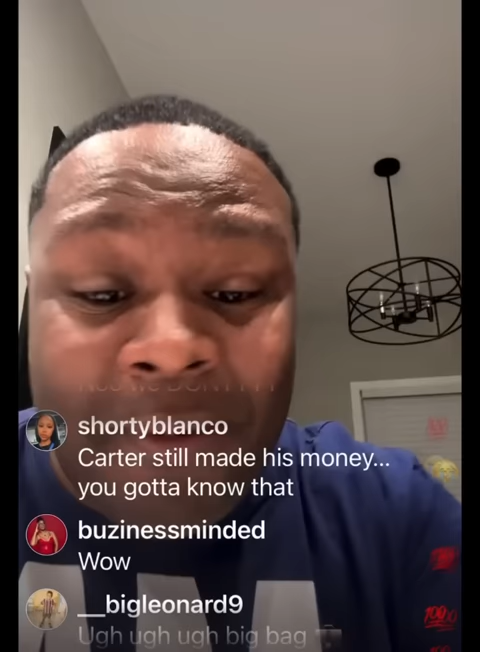 shortyblanco
Carter still made his money...
you gotta know that
buzinessminded
Wow
__bigleonard9
Ugh ugh ugh big bag